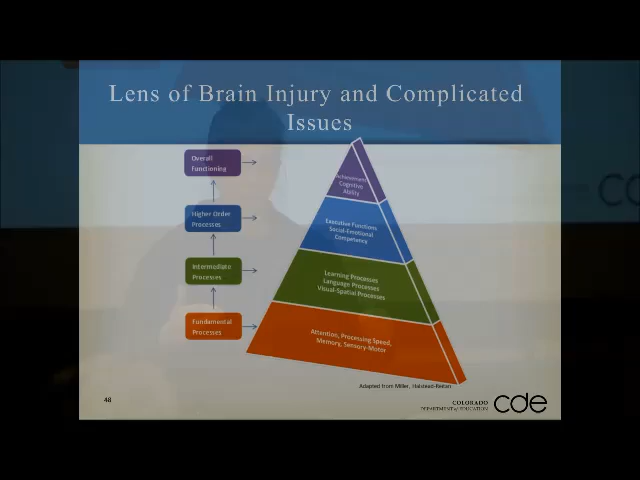 Lens of Brain Injury and Complicated
Issues
Overall
Functioning
Achievement
Cognitive
Ability
Higher Order
Processes
Executive Functions
Social-Emotional
Competency
Intermediate
Processes
Learning Processes
Language Processes
Visual-Spatial Processes
Fundamental
Processes
Attention, Processing Speed,
Memory, Sensory-Motor
Adapted from Miller, Halstead-Reitan
48
COLORADO
DEPARTMENT of EDUCATION
cde